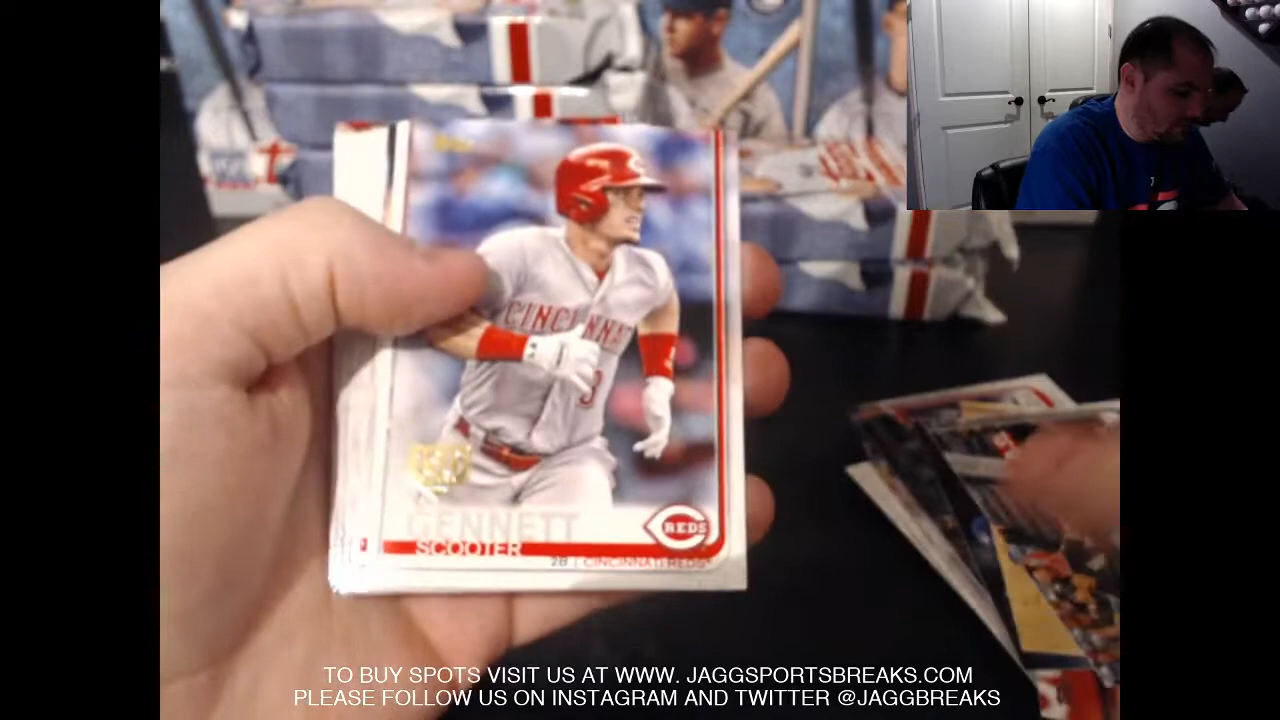 CINCINNATI
3
150
GENNETT
SCOOTER
REDS
2B | CINCINNATI REDS
TO BUY SPOTS VISIT US AT WWW. JAGGSPORTSBREAKS.COM
PLEASE FOLLOW US ON INSTAGRAM AND TWITTER @JAGGBREAKS